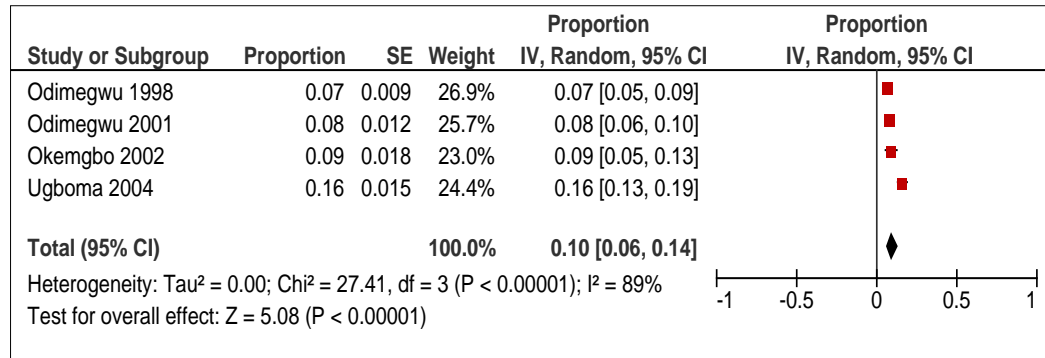 Proportion Proportion
Study or Subgroup Proportion SE Weight IV, Random, 95% CI IV, Random, 95% CI
Odimegwu 1998 0.07 0.009 26.9% 0.07 [0.05, 0.09]
Odimegwu 2001 0.08 0.012 25.7% 0.08 [0.06, 0.10]
Okemgbo 2002 0.09 0.018 23.0% 0.09 [0.05, 0.13]
Ugboma 2004 0.16 0.015 24.4% 0.16 [0.13, 0.19]
Total (95% CI) 100.0% 0.10 [0.06, 0.14]
Heterogeneity: Tau² = 0.00; Chi² = 27.41, df = 3 (P < 0.00001); I² = 89%
Test for overall effect: Z = 5.08 (P < 0.00001)
-1 -0.5 0 0.5 1